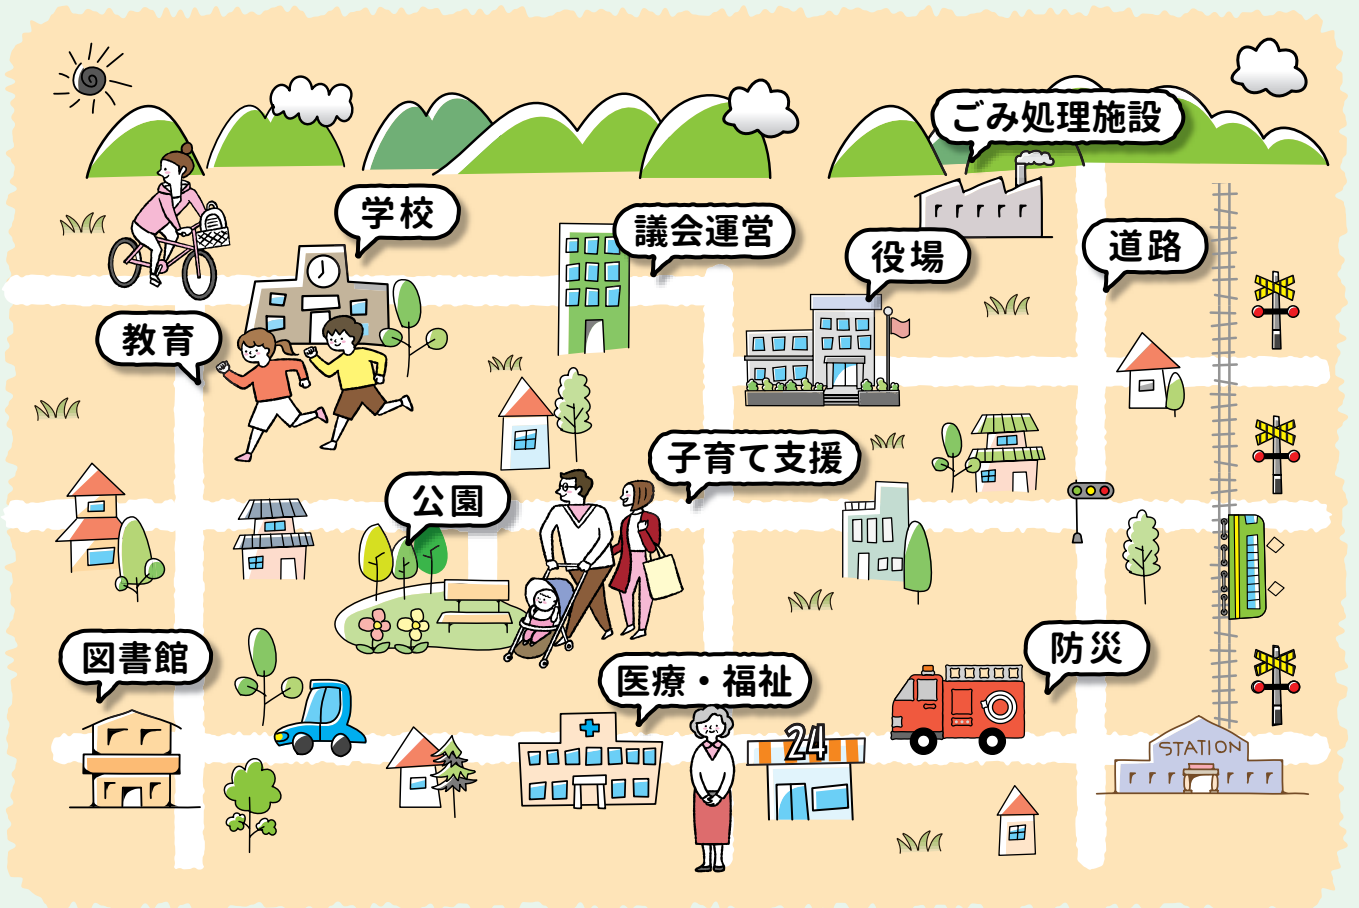 ごみ処理施設
学校
議会運営
役場
道路
教育
子育て支援
公園
図書館
防災
医療・福祉
24
STATION